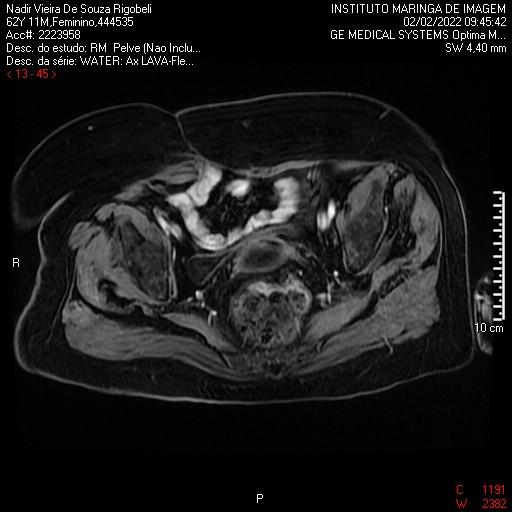 Nadir Vieira De Souza Rigobeli
62Y 11M,Feminino,444535
Acc#: 2223958
Desc. do estudo: RM Pelve (Nao Inclu...
Desc. da série: WATER: Ax LAVA-Fle...
< 13 - 45 >
INSTITUTO MARINGA DE IMAGEM
02/02/2022 09:45:42
GE MEDICAL SYSTEMS Optima M...
SW 4,40 mm
R
10 cm
P
C 1191
W 2382